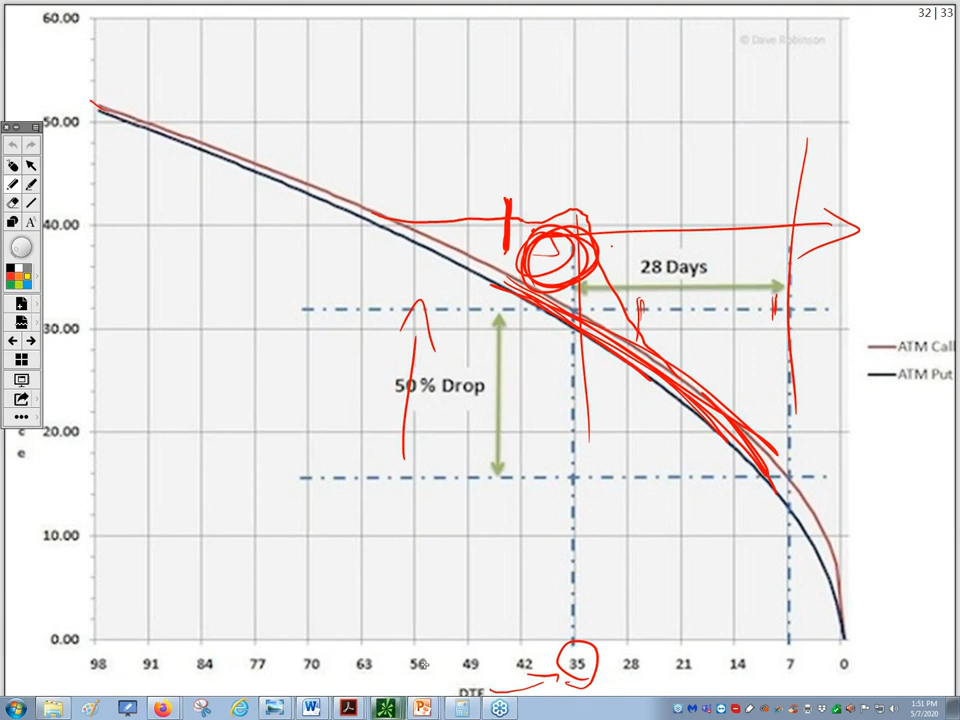 32 | 33
© Dave Robinson
60.00
50.00
40.00
28 Days
30.00
ATM Call
50 % Drop
ATM Put
20.00
c
e
10.00
0.00
98 91 84 77 70 63 56 49 42 35 28 21 14 7 0
DTE
1:51 PM
5/7/2020